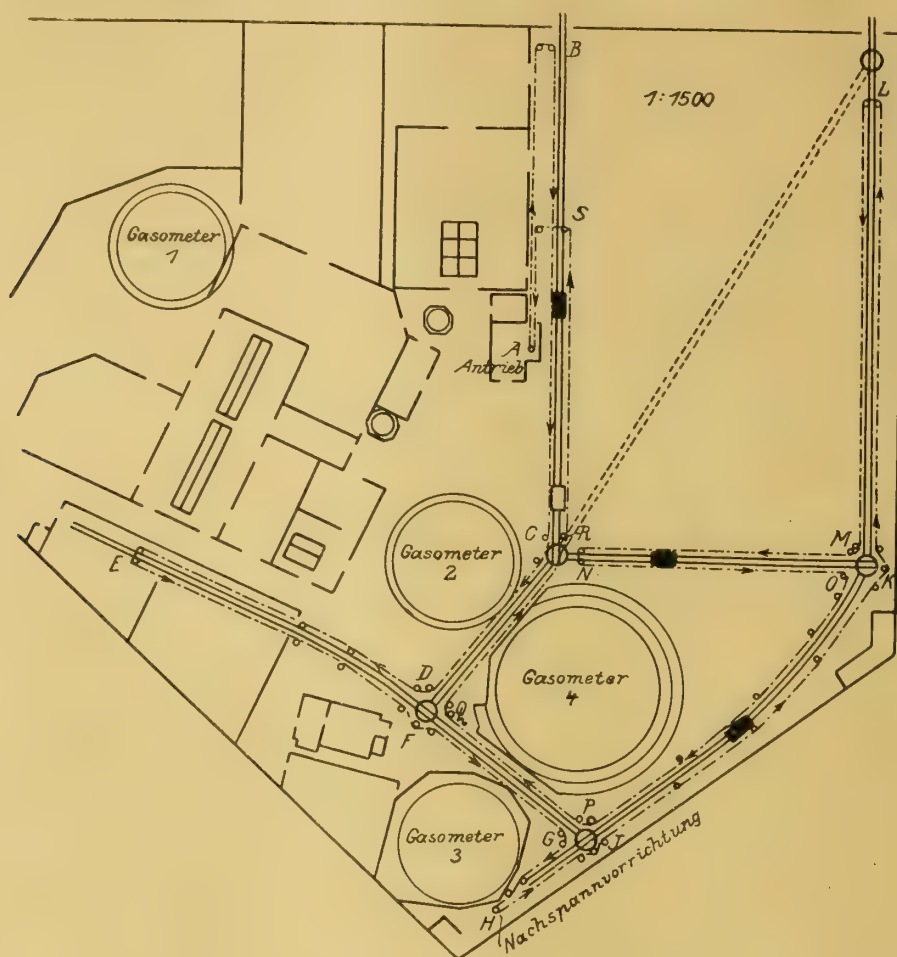 B
1:1500
L
S
Gasometer
1
A
Antrieb
E
Gasometer
2
C
R
N
M
O
K
D
Q
F
Gasometer
4
P
G
J
Gasometer
3
H
Nachspannvorrichtung